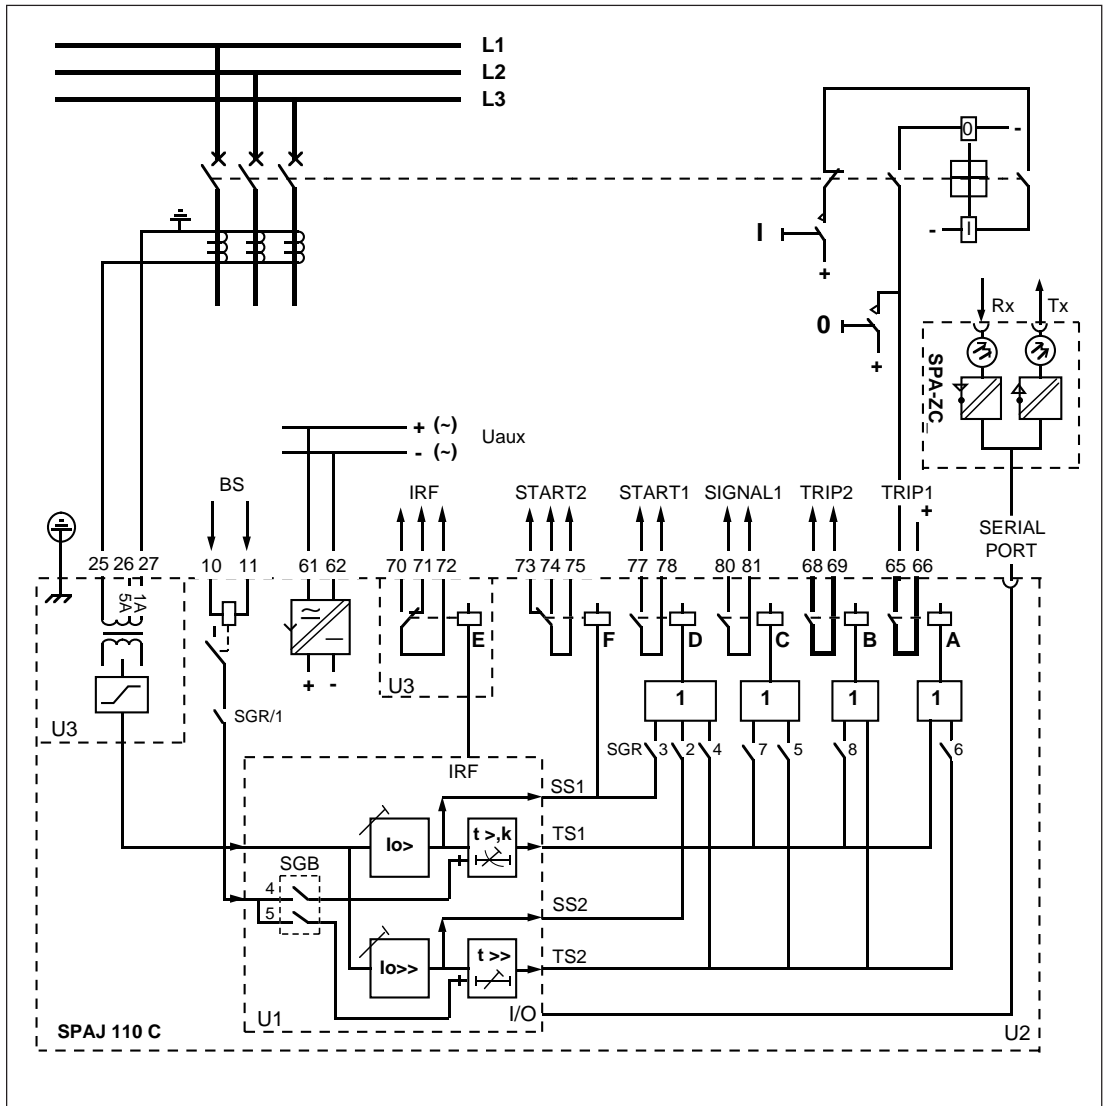 L1
L2
L3
0
-
I
-
I
+
0
+
Rx Tx
SPA-ZC_
+ (~)
- (~)
Uaux
BS
IRF
START2
START1
SIGNAL1
TRIP2
TRIP1
+
SERIAL
PORT
25 26 27
10 11
61 62
70 71 72
73 74 75
77 78
80 81
68 69
65 66
1A
5A
≃
–
+ -
E
F
D
C
B
A
U3
U3
SGR/1
1
1
1
1
SGR 3 2 4
7 5
8
6
IRF
SS1
Io>
t >,k
TS1
SGB
4
5
SS2
Io>>
t >>
TS2
I/O
U1
U2
SPAJ 110 C